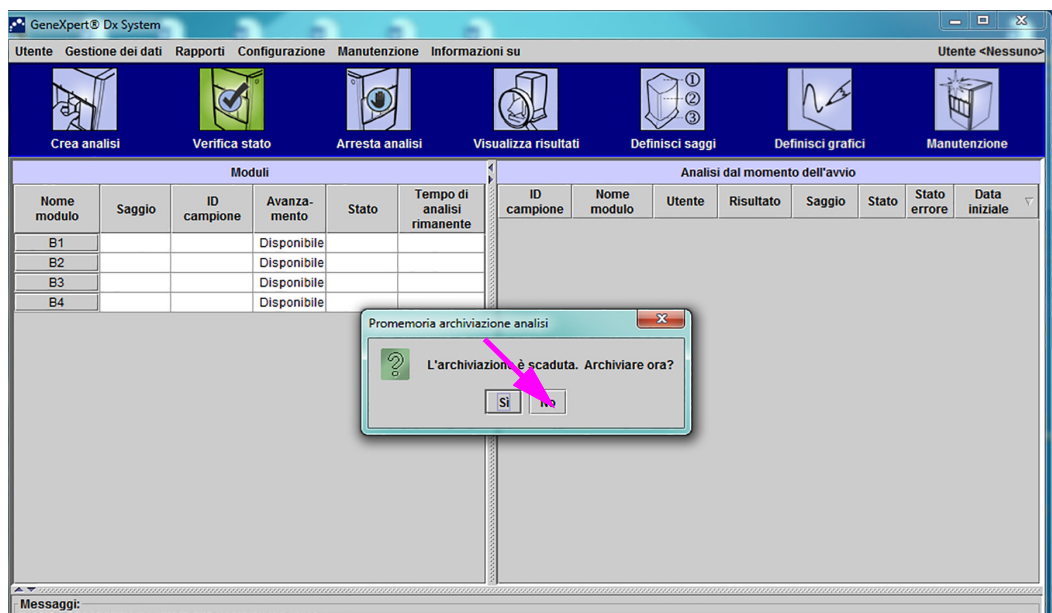 GeneXpert® Dx System
Utente Gestione dei dati Rapporti Configurazione Manutenzione Informazioni su Utente <Nessuno>
Crea analisi Verifica stato Arresta analisi Visualizza risultati Definisci saggi Definisci grafici Manutenzione
Moduli
Nome modulo Saggio ID campione Avanza-mento Stato Tempo di analisi rimanente
B1 Disponibile
B2 Disponibile
B3 Disponibile
B4 Disponibile
Analisi dal momento dell'avvio
ID campione Nome modulo Utente Risultato Saggio Stato Stato errore Data iniziale
Promemoria archiviazione analisi
L'archiviazione è scaduta. Archiviare ora?
Sì No
Messaggi: